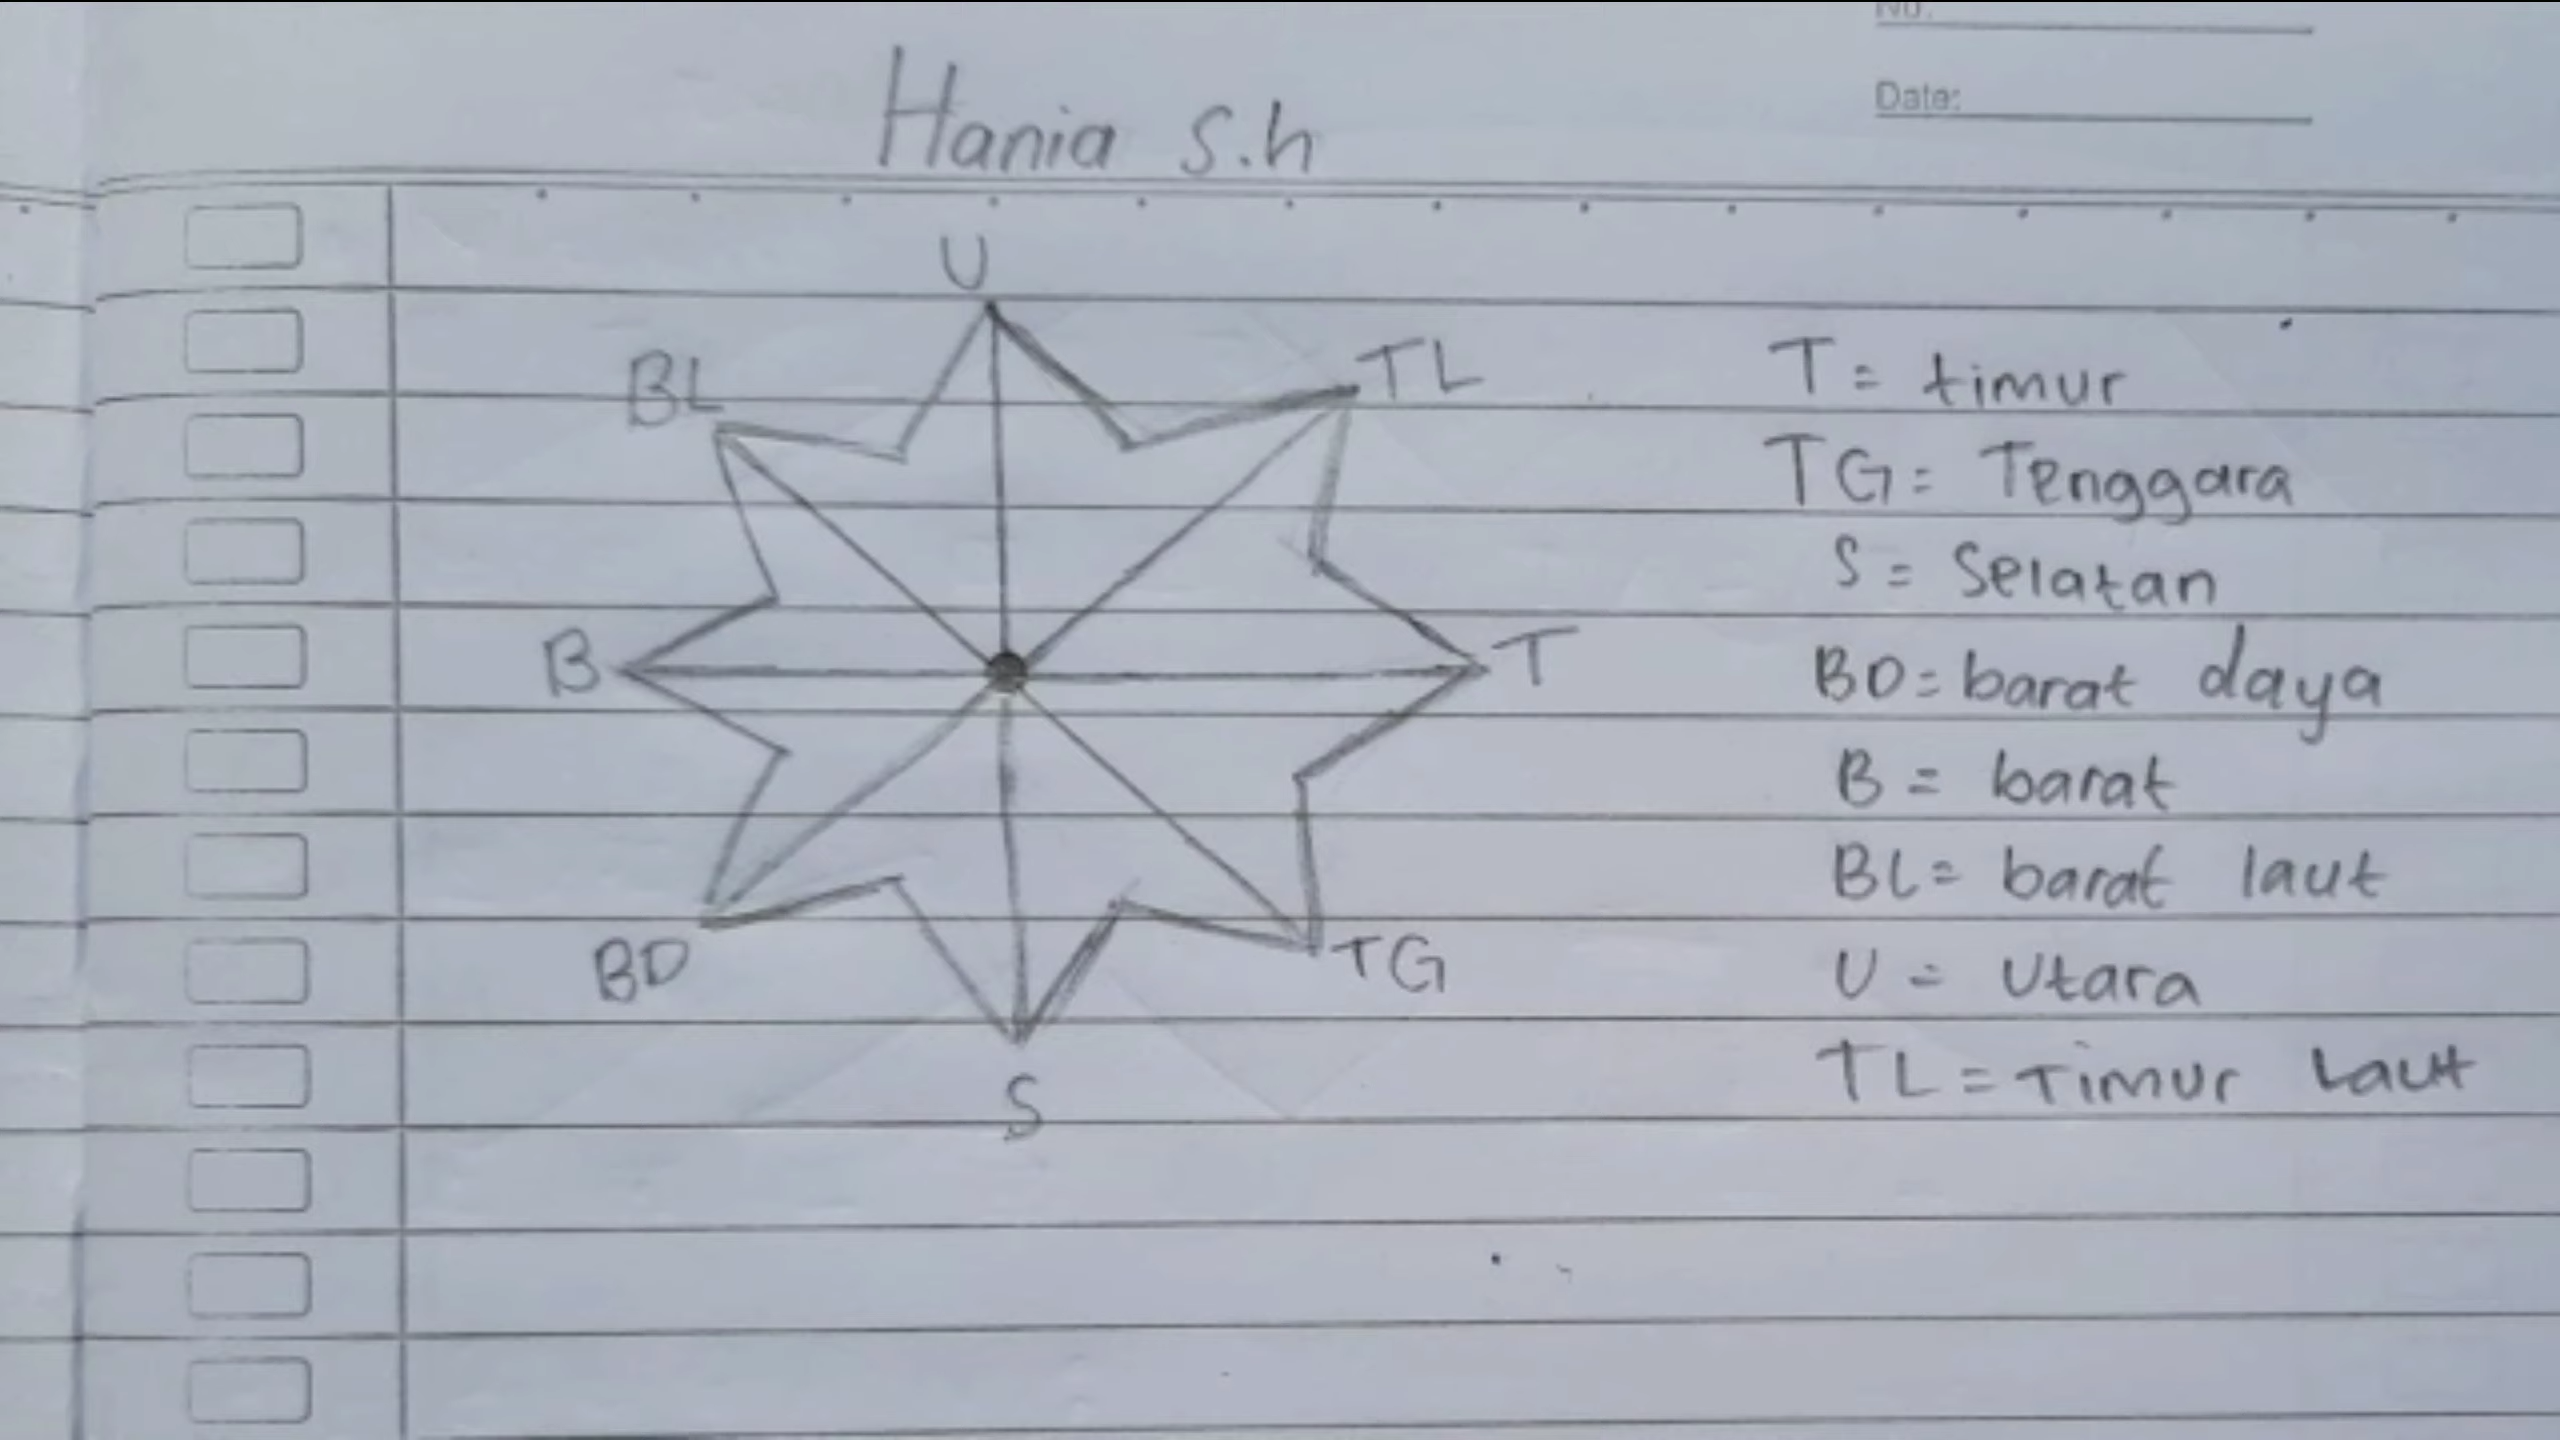 No:
Date:
Hania S.h
U
BL
TL
B
T
BD
TG
S
T = timur
TG = Tenggara
S = Selatan
BD = barat daya
B = barat
BL = barat laut
U = Utara
TL = Timur Laut